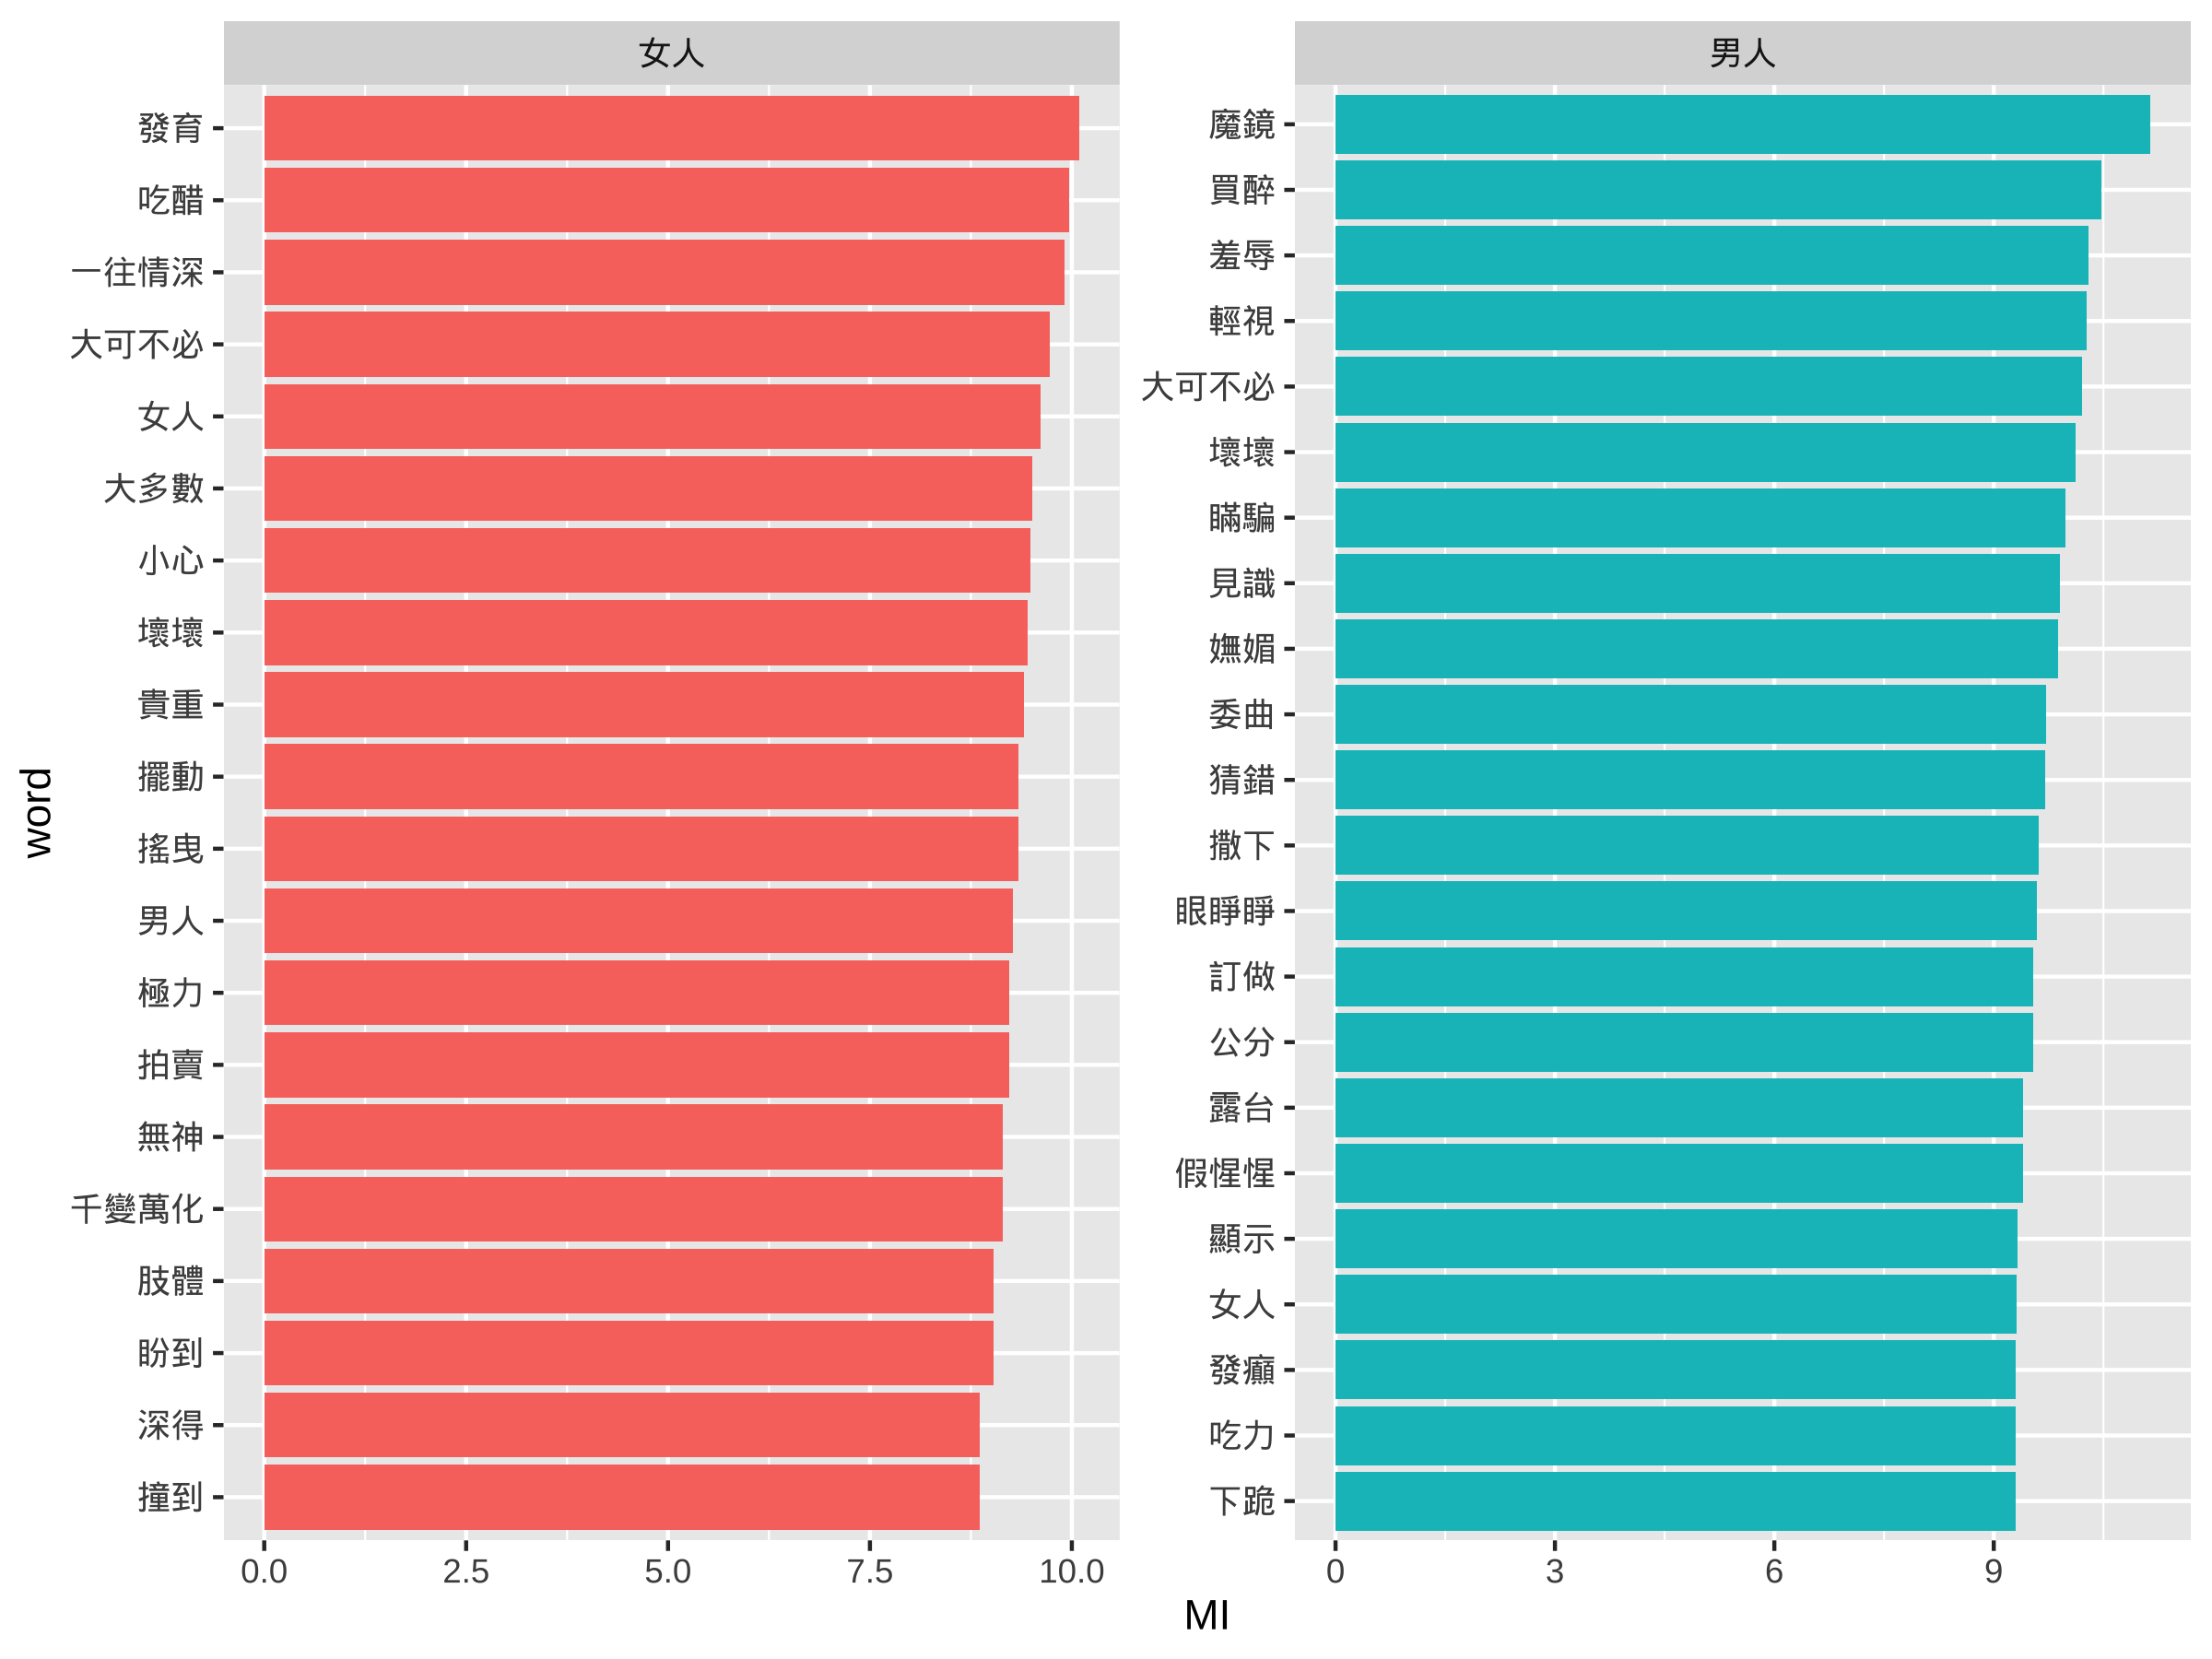 女人
發育
吃醋
一往情深
大可不必
女人
大多數
小心
壞壞
貴重
擺動
搖曳
男人
極力
拍賣
無神
千變萬化
肢體
盼到
深得
撞到
0.0 2.5 5.0 7.5 10.0
男人
魔鏡
買醉
羞辱
輕視
大可不必
壞壞
瞞騙
見識
嫵媚
委曲
猜錯
撒下
眼睜睜
訂做
公分
露台
假惺惺
顯示
女人
發癲
吃力
下跪
0 3 6 9
word
MI